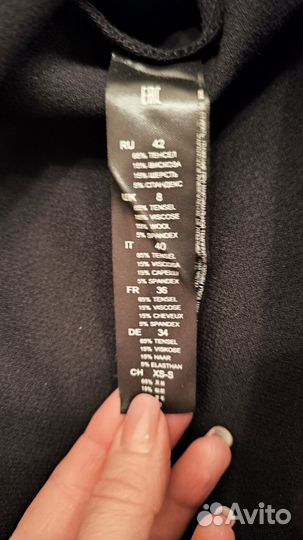 EAC
RU 42
65% ТЕНСЕЛ
15% ВИСКОЗА
15% ШЕРСТЬ
5% СПАНДЕКС
UK 8
65% TENSEL
15% VISCOSE
15% WOOL
5% SPANDEX
IT 40
65% TENSEL
15% VISCOSA
15% CAPELLI
5% SPANDEX
FR 36
65% TENSEL
15% VISCOSE
15% CHEVEUX
5% SPANDEX
DE 34
65% TENSEL
15% VISKOSE
15% HAAR
5% ELASTHAN
CH XS-S
65%
15%
Avito